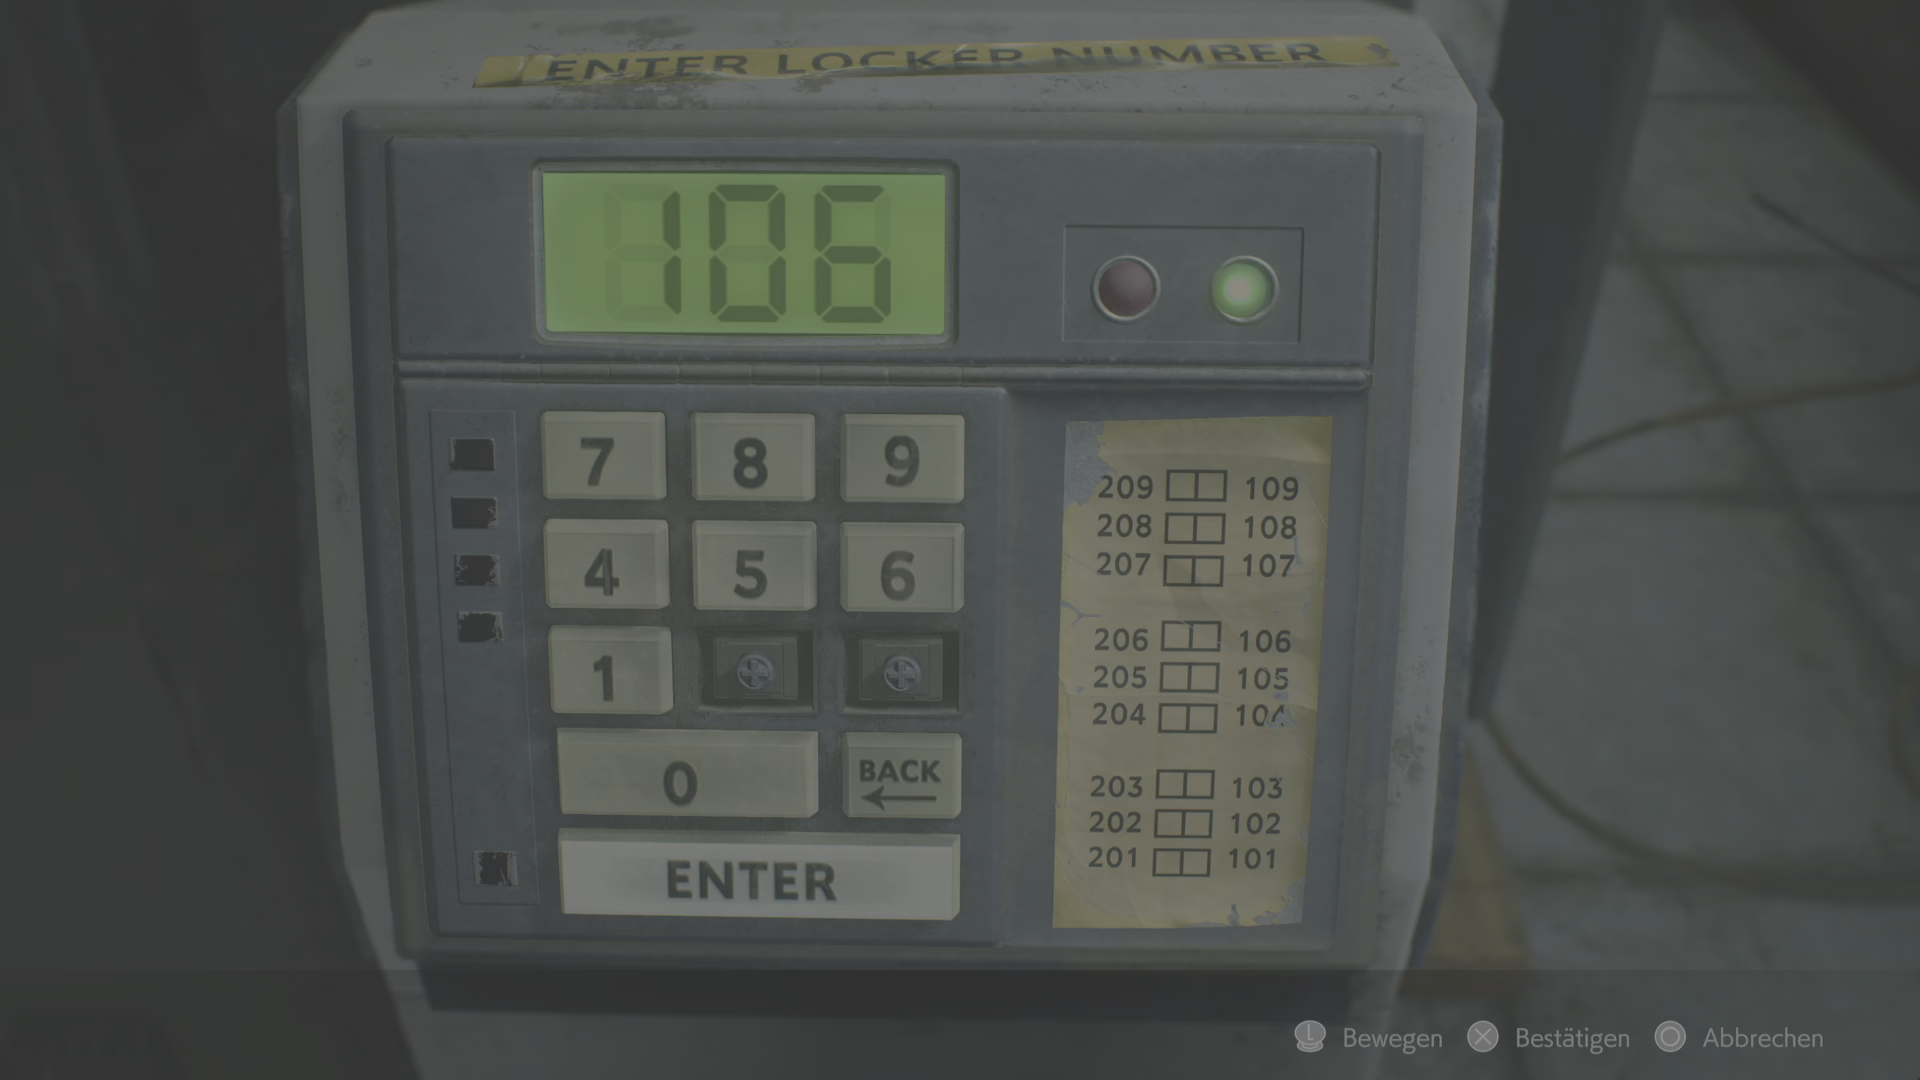 ENTER LOCKER NUMBER
106
7 8 9
4 5 6
1
0 BACK
ENTER
209 109
208 108
207 107
206 106
205 105
204 104
203 103
202 102
201 101
L Bewegen Bestätigen Abbrechen